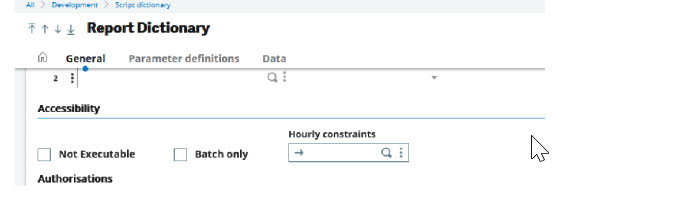 All > Development > Script dictionary
Report Dictionary
General Parameter definitions Data
2
Accessibility
Hourly constraints
Not Executable Batch only
Authorisations